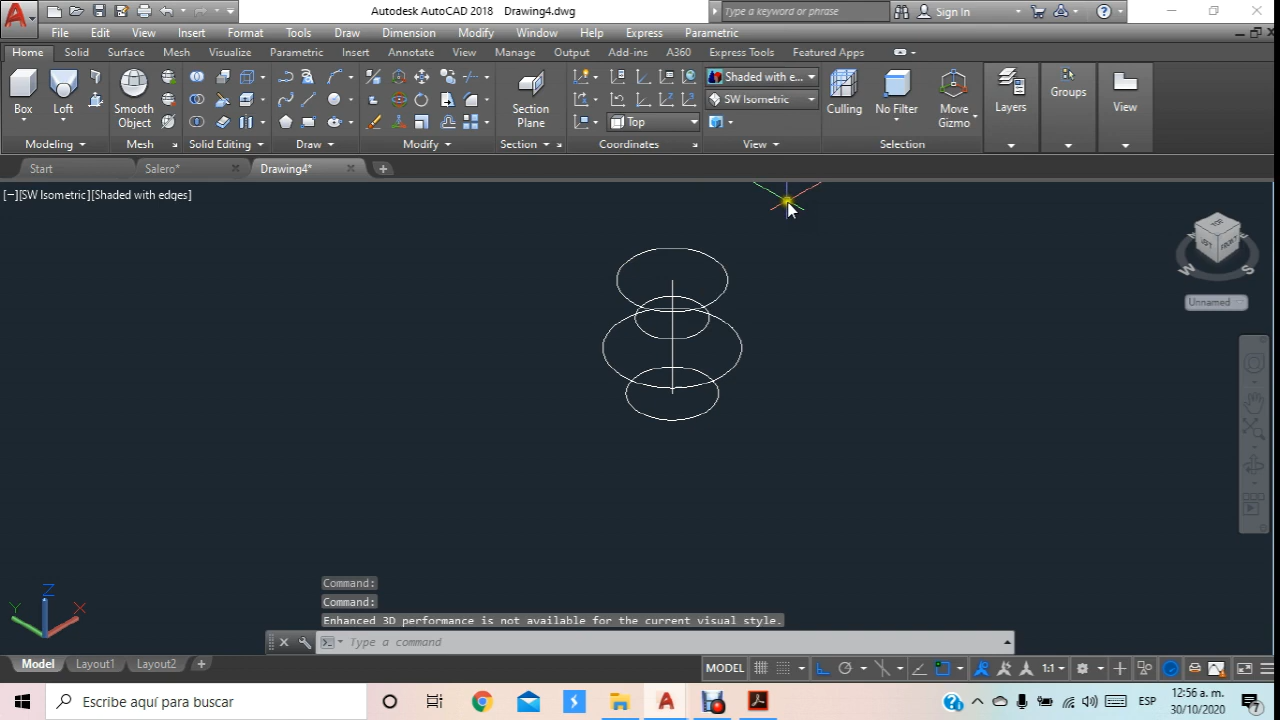 Autodesk AutoCAD 2018 Drawing4.dwg
Type a keyword or phrase
Sign In
File Edit View Insert Format Tools Draw Dimension Modify Window Help Express Parametric
Home Solid Surface Mesh Visualize Parametric Insert Annotate View Manage Output Add-ins A360 Express Tools Featured Apps
Box
Loft
Smooth Object
Section Plane
Shaded with e...
SW Isometric
Top
Culling
No Filter
Move Gizmo
Layers
Groups
View
Modeling
Mesh
Solid Editing
Draw
Modify
Section
Coordinates
View
Selection
Start
Salero*
Drawing4*
[−][SW Isometric][Shaded with edges]
TOP
FRONT
W
S
Unnamed
Z
Y
X
Command:
Command:
Enhanced 3D performance is not available for the current visual style.
Type a command
Model Layout1 Layout2
MODEL
1:1
Escribe aquí para buscar
ESP
12:56 a. m.
30/10/2020
7